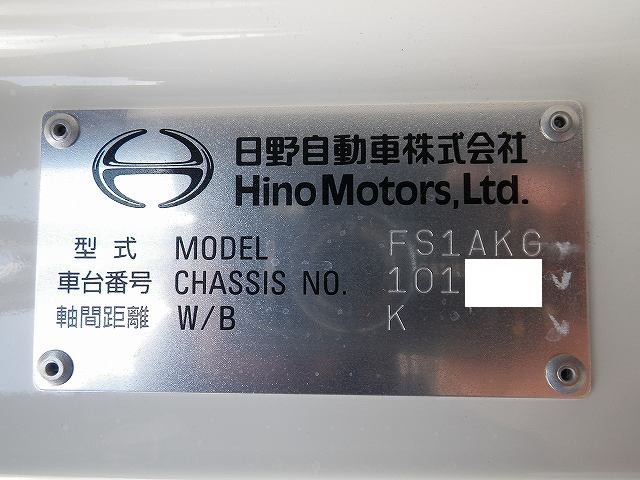 日野自動車株式会社
Hino Motors, Ltd.
型式 MODEL FS1AKG
車台番号 CHASSIS NO. 101
軸間距離 W/B K